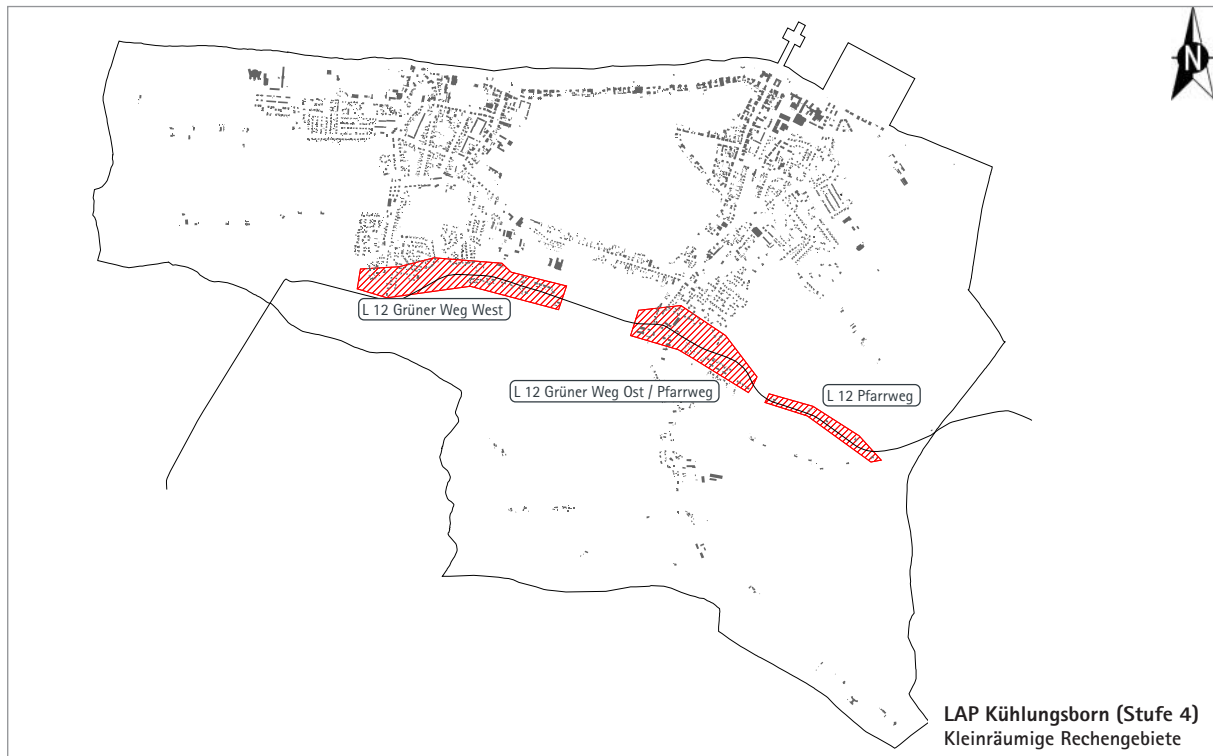 N
L 12 Grüner Weg West
L 12 Grüner Weg Ost / Pfarrweg
L 12 Pfarrweg
LAP Kühlungsborn (Stufe 4)
Kleinräumige Rechengebiete